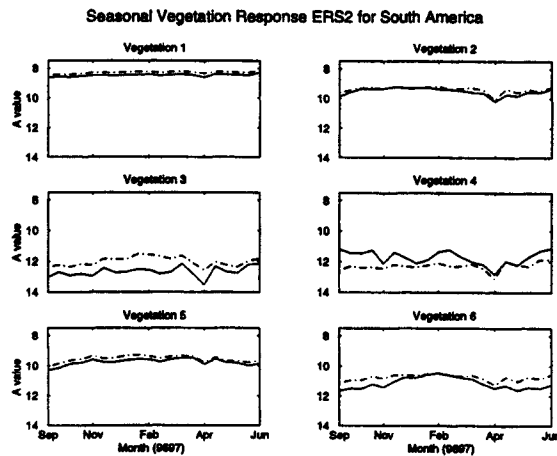 Seasonal Vegetation Response ERS2 for South America
Vegetation 1
Vegetation 2
8
10
12
14
A value
8
10
12
14
Vegetation 3
Vegetation 4
8
10
12
14
A value
8
10
12
14
Vegetation 5
Vegetation 6
8
10
12
14
A value
Sep Nov Feb Apr Jun
Month (9697)
8
10
12
14
Sep Nov Feb Apr Jun
Month (9697)